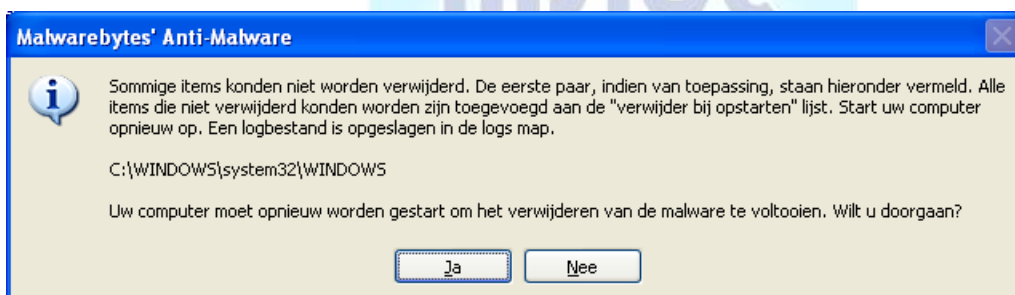 Malwarebytes' Anti-Malware
Sommige items konden niet worden verwijderd. De eerste paar, indien van toepassing, staan hieronder vermeld. Alle
items die niet verwijderd konden worden zijn toegevoegd aan de "verwijder bij opstarten" lijst. Start uw computer
opnieuw op. Een logbestand is opgeslagen in de logs map.
C:\WINDOWS\system32\WINDOWS
Uw computer moet opnieuw worden gestart om het verwijderen van de malware te voltooien. Wilt u doorgaan?
Ja
Nee